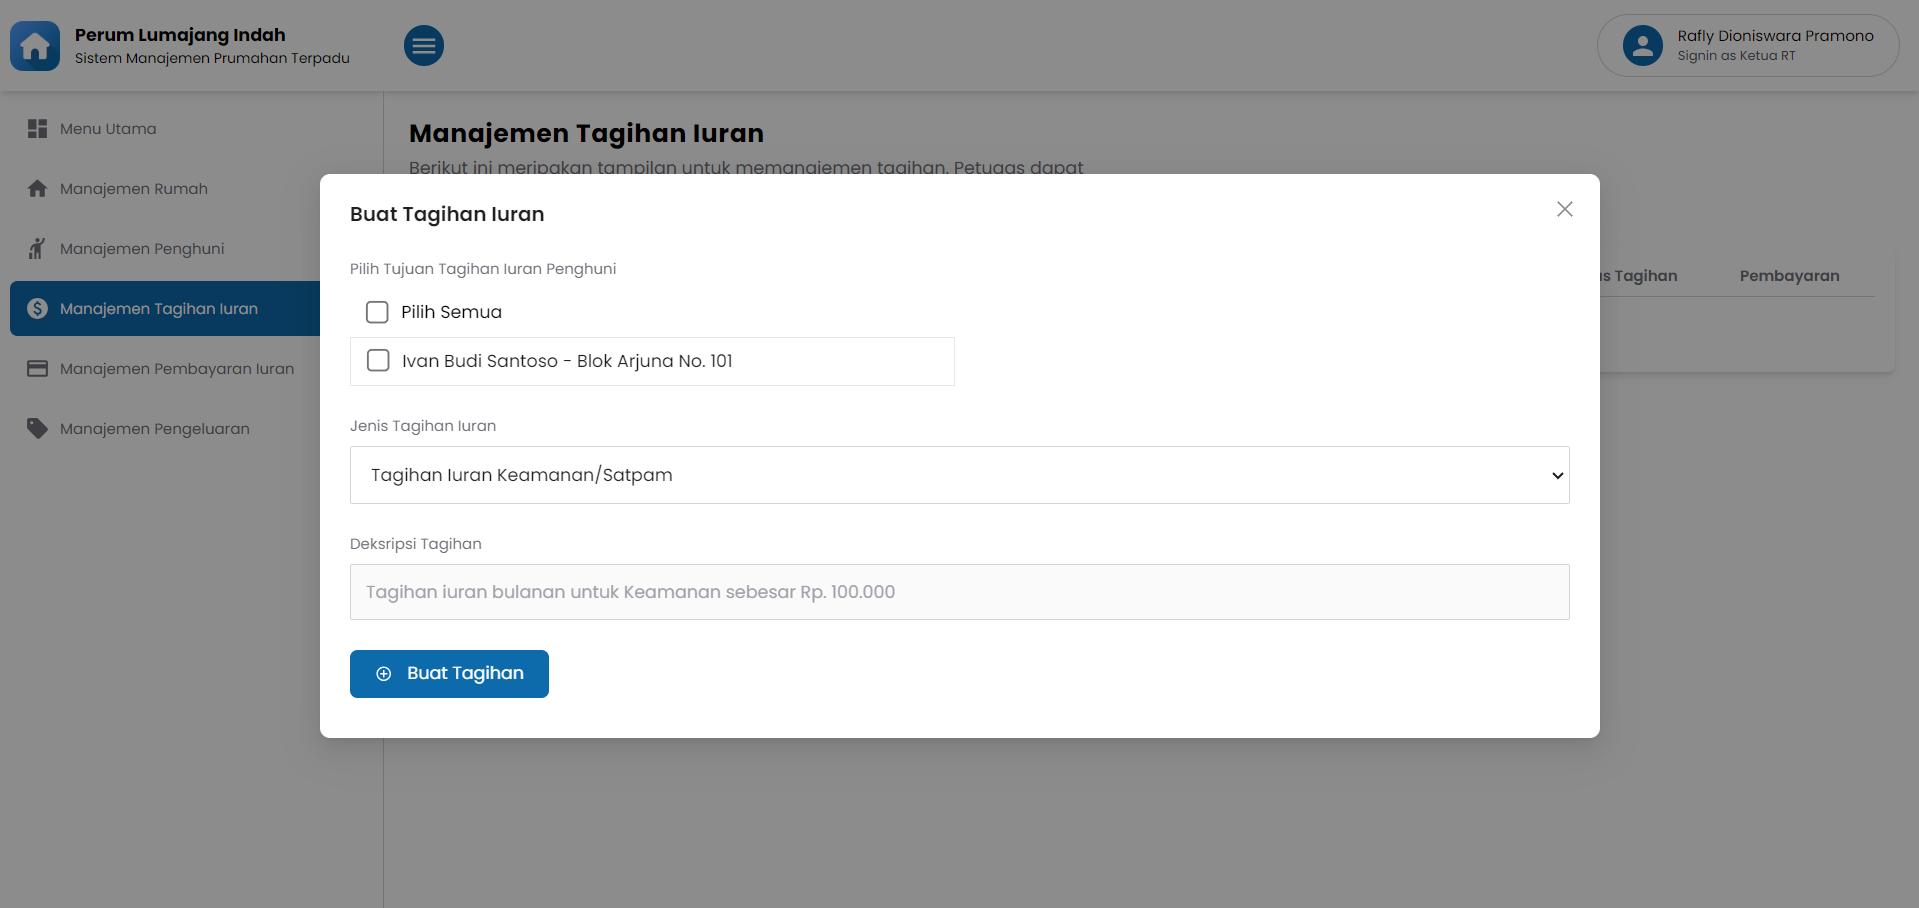 Perum Lumajang Indah
Sistem Manajemen Prumahan Terpadu
Rafly Dioniswara Pramono
Signin as Ketua RT
Menu Utama
Manajemen Rumah
Manajemen Penghuni
Manajemen Tagihan Iuran
Manajemen Pembayaran Iuran
Manajemen Pengeluaran
Manajemen Tagihan Iuran
Berikut ini meripakan tampilan untuk memanajemen tagihan. Petugas dapat
Tagihan Pembayaran
Buat Tagihan Iuran
Pilih Tujuan Tagihan Iuran Penghuni
Pilih Semua
Ivan Budi Santoso - Blok Arjuna No. 101
Jenis Tagihan Iuran
Tagihan Iuran Keamanan/Satpam
Deksripsi Tagihan
Tagihan iuran bulanan untuk Keamanan sebesar Rp. 100.000
Buat Tagihan